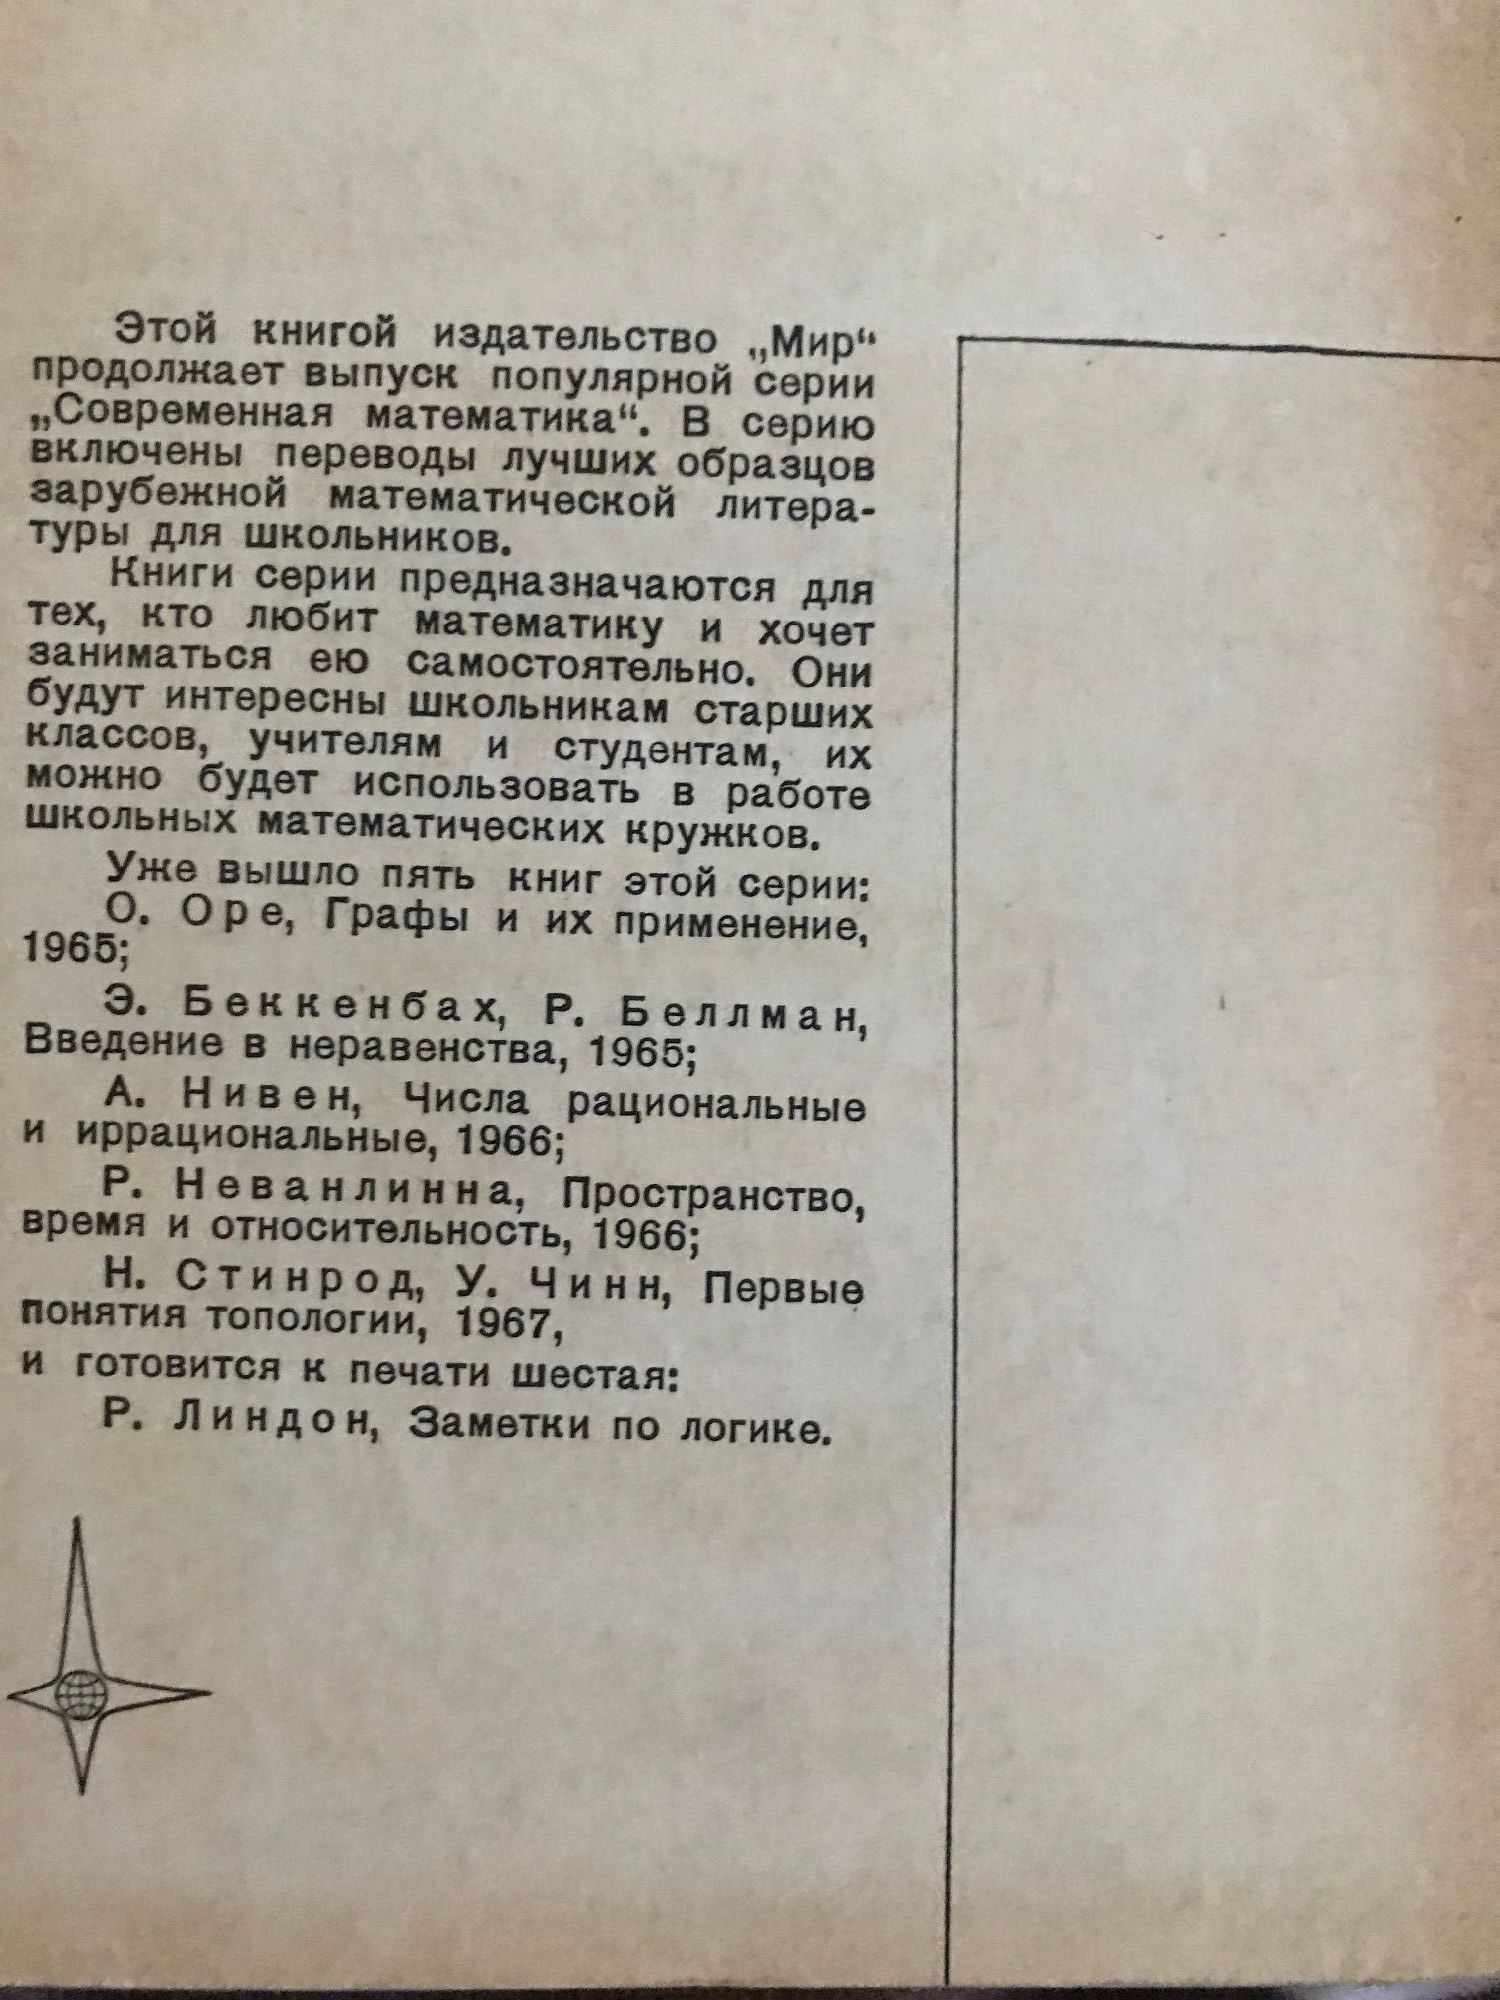 Этой книгой издательство „Мир“
продолжает выпуск популярной серии
„Современная математика“. В серию
включены переводы лучших образцов
зарубежной математической литера-
туры для школьников.
Книги серии предназначаются для
тех, кто любит математику и хочет
заниматься ею самостоятельно. Они
будут интересны школьникам старших
классов, учителям и студентам, их
можно будет использовать в работе
школьных математических кружков.
Уже вышло пять книг этой серии:
О. Оре, Графы и их применение,
1965;
Э. Беккенбах, Р. Беллман,
Введение в неравенства, 1965;
А. Нивен, Числа рациональные
и иррациональные, 1966;
Р. Неванлинна, Пространство,
время и относительность, 1966;
Н. Стинрод, У. Чинн, Первые
понятия топологии, 1967,
и готовится к печати шестая:
Р. Линдон, Заметки по логике.